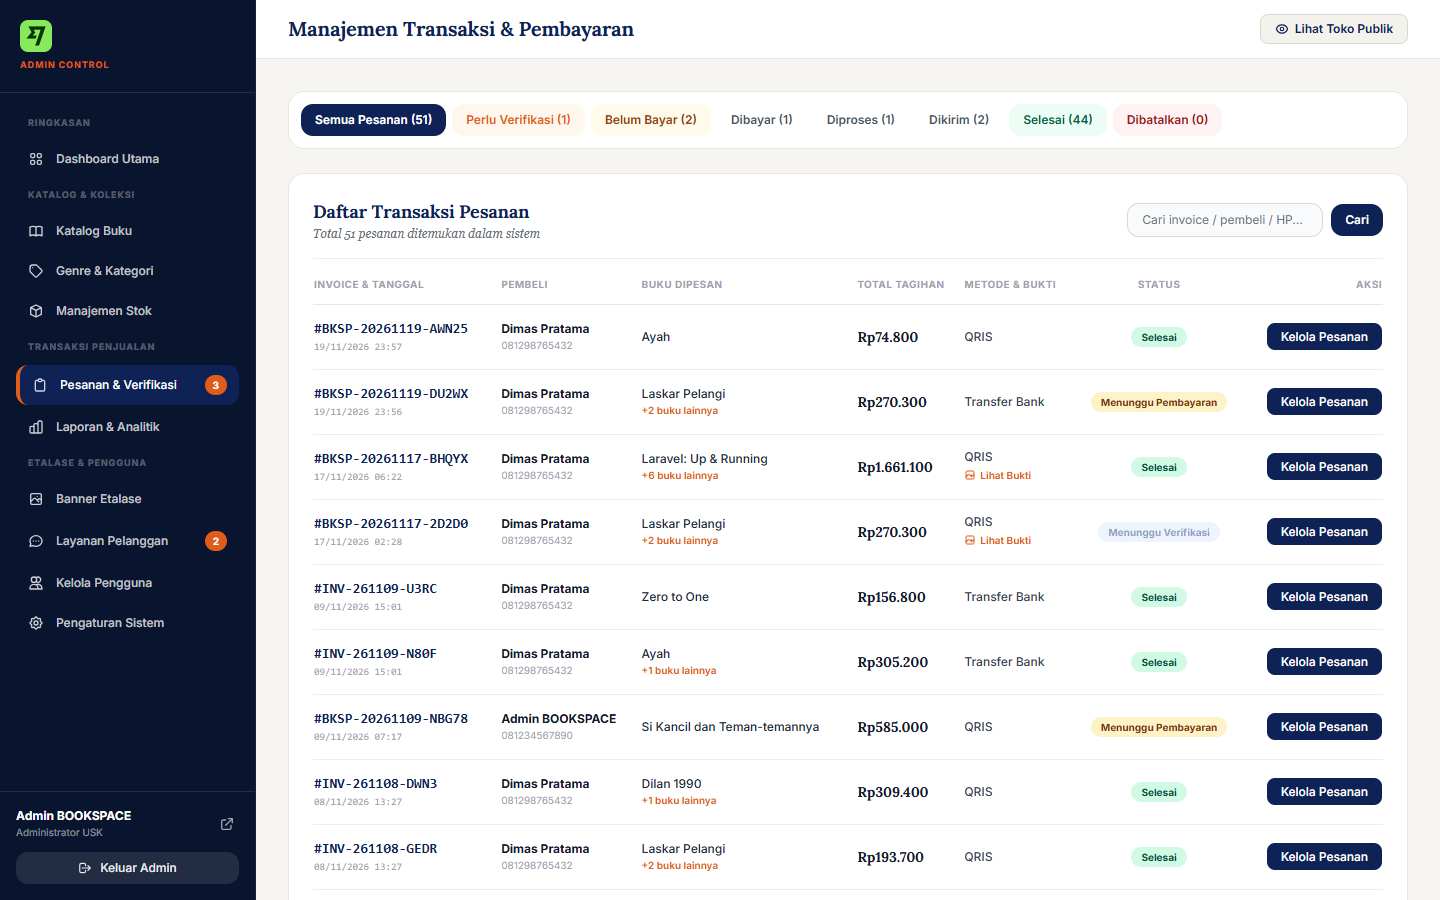 ADMIN CONTROL
RINGKASAN
Dashboard Utama
KATALOG & KOLEKSI
Katalog Buku
Genre & Kategori
Manajemen Stok
TRANSAKSI PENJUALAN
Pesanan & Verifikasi 3
Laporan & Analitik
ETALASE & PENGGUNA
Banner Etalase
Layanan Pelanggan 2
Kelola Pengguna
Pengaturan Sistem
Admin BOOKSPACE
Administrator USK
Keluar Admin
Manajemen Transaksi & Pembayaran
Lihat Toko Publik
Semua Pesanan (51) Perlu Verifikasi (1) Belum Bayar (2) Dibayar (1) Diproses (1) Dikirim (2) Selesai (44) Dibatalkan (0)
Daftar Transaksi Pesanan
Total 51 pesanan ditemukan dalam sistem
Cari invoice / pembeli / HP... Cari
INVOICE & TANGGAL PEMBELI BUKU DIPESAN TOTAL TAGIHAN METODE & BUKTI STATUS AKSI
#BKSP-20261119-AWN25 Dimas Pratama Ayah Rp74.800 QRIS Selesai Kelola Pesanan
19/11/2026 23:57 081298765432
#BKSP-20261119-DU2WX Dimas Pratama Laskar Pelangi Rp270.300 Transfer Bank Menunggu Pembayaran Kelola Pesanan
19/11/2026 23:56 081298765432 +2 buku lainnya
#BKSP-20261117-BHQYX Dimas Pratama Laravel: Up & Running Rp1.661.100 QRIS Selesai Kelola Pesanan
17/11/2026 06:22 081298765432 +6 buku lainnya Lihat Bukti
#BKSP-20261117-2D2D0 Dimas Pratama Laskar Pelangi Rp270.300 QRIS Menunggu Verifikasi Kelola Pesanan
17/11/2026 02:28 081298765432 +2 buku lainnya Lihat Bukti
#INV-261109-U3RC Dimas Pratama Zero to One Rp156.800 Transfer Bank Selesai Kelola Pesanan
09/11/2026 15:01 081298765432
#INV-261109-N80F Dimas Pratama Ayah Rp305.200 Transfer Bank Selesai Kelola Pesanan
09/11/2026 15:01 081298765432 +1 buku lainnya
#BKSP-20261109-NBG78 Admin BOOKSPACE Si Kancil dan Teman-temannya Rp585.000 QRIS Menunggu Pembayaran Kelola Pesanan
09/11/2026 07:17 081234567890
#INV-261108-DWN3 Dimas Pratama Dilan 1990 Rp309.400 QRIS Selesai Kelola Pesanan
08/11/2026 13:27 081298765432 +1 buku lainnya
#INV-261108-GEDR Dimas Pratama Laskar Pelangi Rp193.700 QRIS Selesai Kelola Pesanan
08/11/2026 13:27 081298765432 +2 buku lainnya